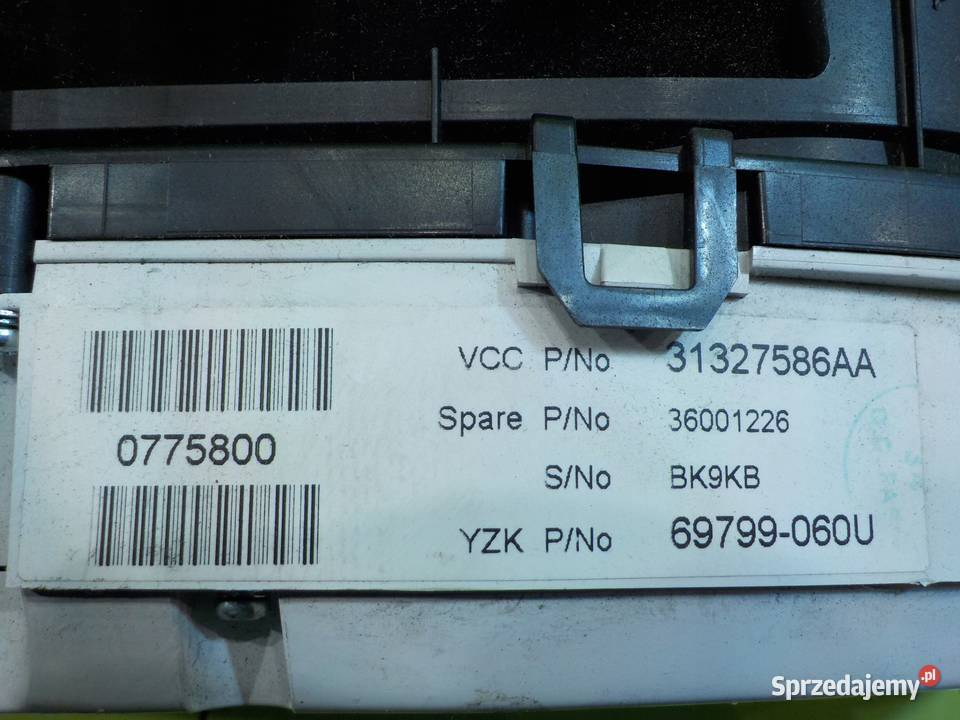 VCC P/No 31327586AA
Spare P/No 36001226
0775800
S/No BK9KB
YZK P/No 69799-060U
Sprzedajemy.pl